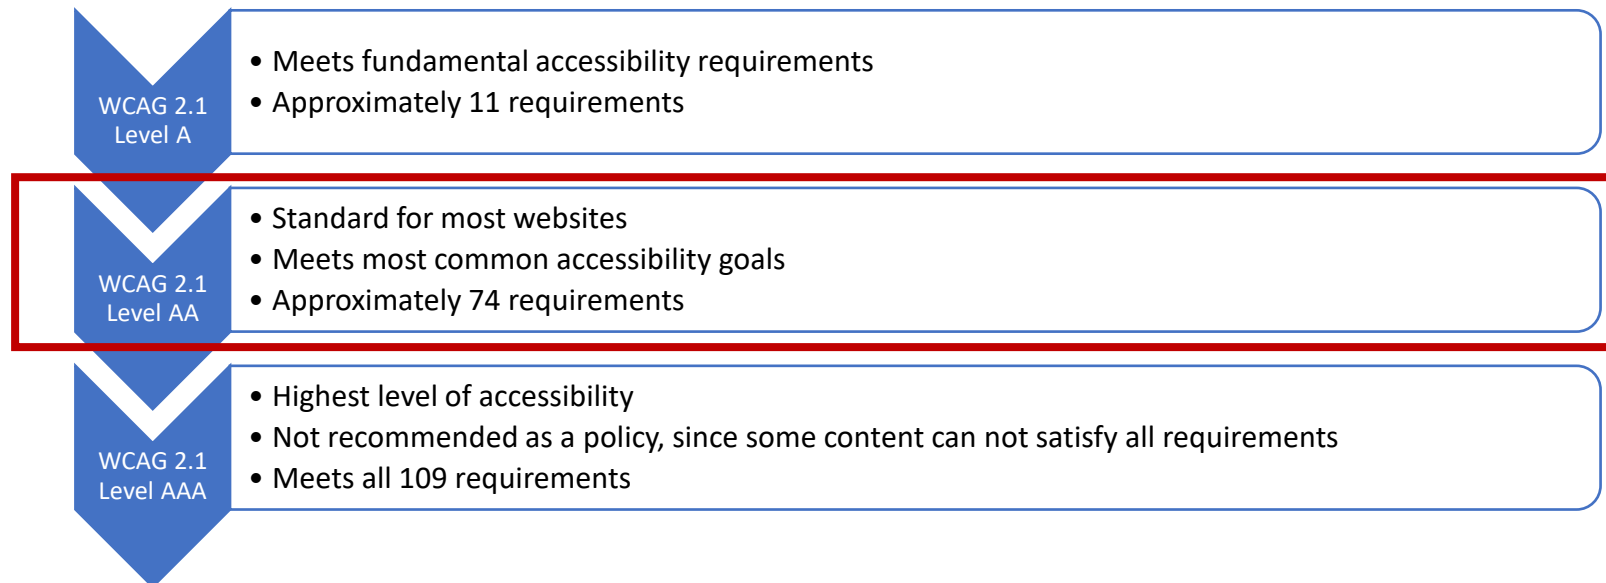 WCAG 2.1
Level A
• Meets fundamental accessibility requirements
• Approximately 11 requirements
WCAG 2.1
Level AA
• Standard for most websites
• Meets most common accessibility goals
• Approximately 74 requirements
WCAG 2.1
Level AAA
• Highest level of accessibility
• Not recommended as a policy, since some content can not satisfy all requirements
• Meets all 109 requirements